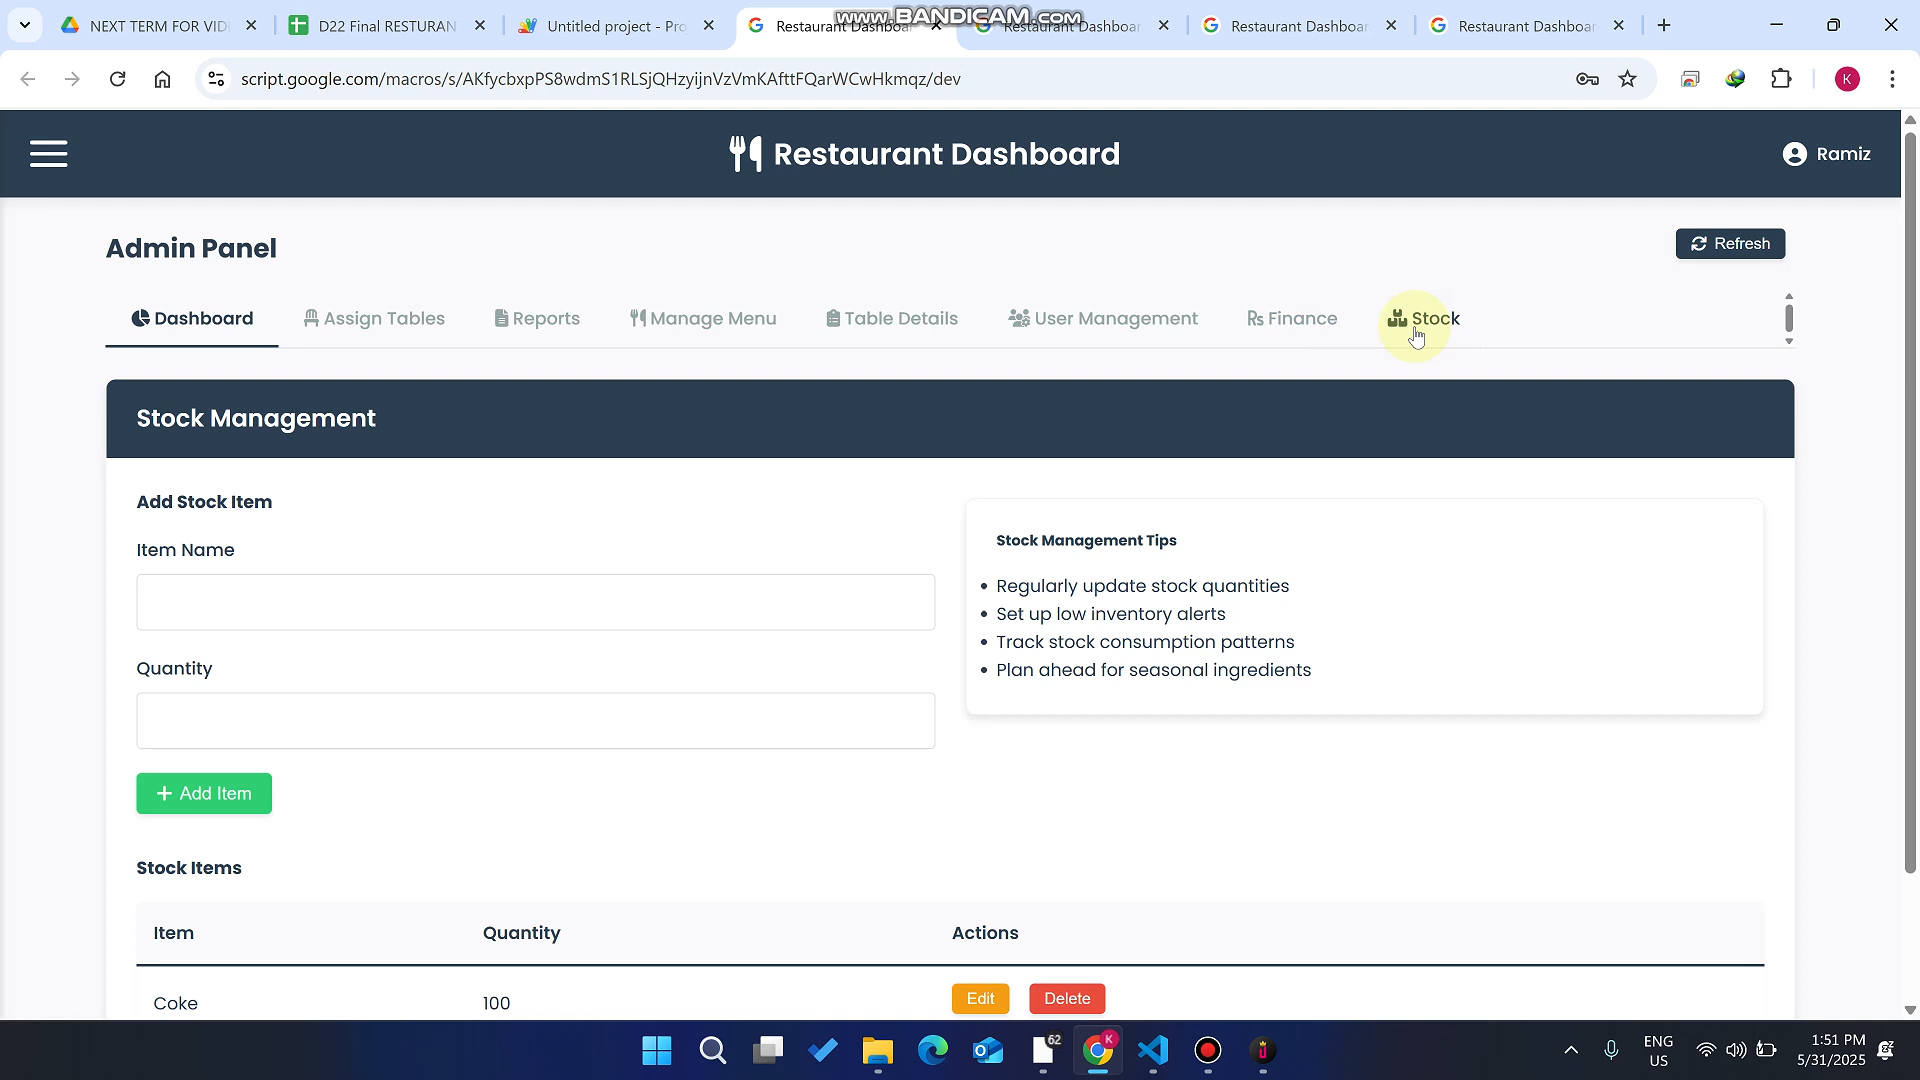 NEXT TERM FOR VID
D22 Final RESTURAN
Untitled project - Pro
Restaurant Dashboar
Restaurant Dashboar
Restaurant Dashboar
Restaurant Dashboar
www.BANDICAM.com
script.google.com/macros/s/AKfycbxpPS8wdmS1RLSjQHzyijnVzVmKAfttFQarWCwHkmqz/dev
K
Restaurant Dashboard
Ramiz
Admin Panel
Refresh
Dashboard
Assign Tables
Reports
Manage Menu
Table Details
User Management
Rs Finance
Stock
Stock Management
Add Stock Item
Item Name
Quantity
+ Add Item
Stock Management Tips
• Regularly update stock quantities
• Set up low inventory alerts
• Track stock consumption patterns
• Plan ahead for seasonal ingredients
Stock Items
Item Quantity Actions
Coke 100 Edit Delete
62
K
ENG
US
1:51 PM
5/31/2025